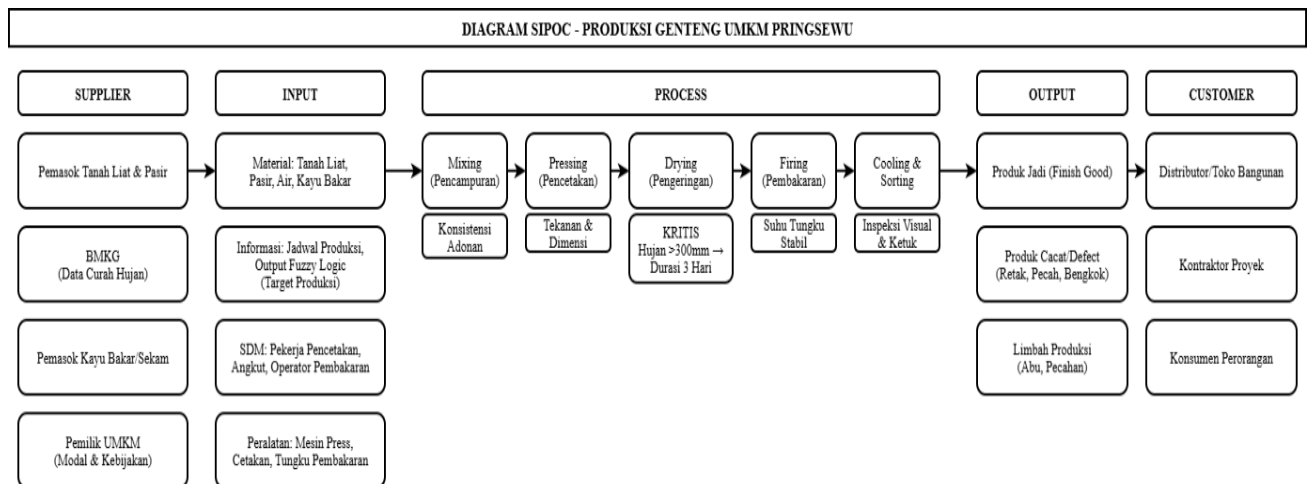 DIAGRAM SIPOC - PRODUKSI GENTENG UMKM PRINGSEWU
SUPPLIER
Pemasok Tanah Liat & Pasir
BMKG
(Data Curah Hujan)
Pemasok Kayu Bakar/Sekam
Pemilik UMKM
(Modal & Kebijakan)
INPUT
Material: Tanah Liat,
Pasir, Air, Kayu Bakar
Informasi: Jadwal Produksi,
Output Fuzzy Logic
(Target Produksi)
SDM: Pekerja Pencetakan,
Angkut, Operator Pembakaran
Peralatan: Mesin Press,
Cetakan, Tungku Pembakaran
PROCESS
Mixing
(Pencampuran)
Konsistensi
Adonan
Pressing
(Pencetakan)
Tekanan &
Dimensi
Drying
(Pengeringan)
KRITIS
Hujan >300mm →
Durasi 3 Hari
Firing
(Pembakaran)
Suhu Tungku
Stabil
Cooling &
Sorting
Inspeksi Visual
& Ketuk
OUTPUT
Produk Jadi (Finish Good)
Produk Cacat/Defect
(Retak, Pecah, Bengkok)
Limbah Produksi
(Abu, Pecahan)
CUSTOMER
Distributor/Toko Bangunan
Kontraktor Proyek
Konsumen Perorangan